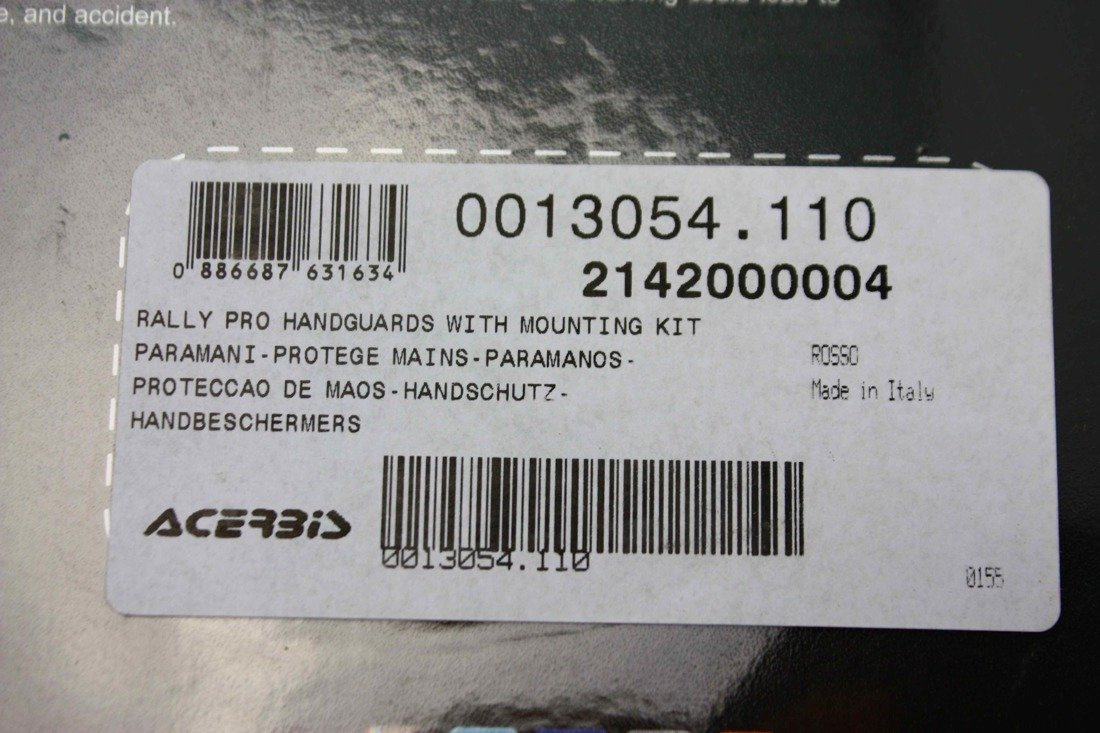 e, and accident.
0013054.110
0 886687 631634
2142000004
RALLY PRO HANDGUARDS WITH MOUNTING KIT
PARAMANI-PROTEGE MAINS-PARAMANOS-
ROSSO
PROTECCAO DE MAOS-HANDSCHUTZ-
Made in Italy
HANDBESCHERMERS
ACERBIS
0013054.110
0155